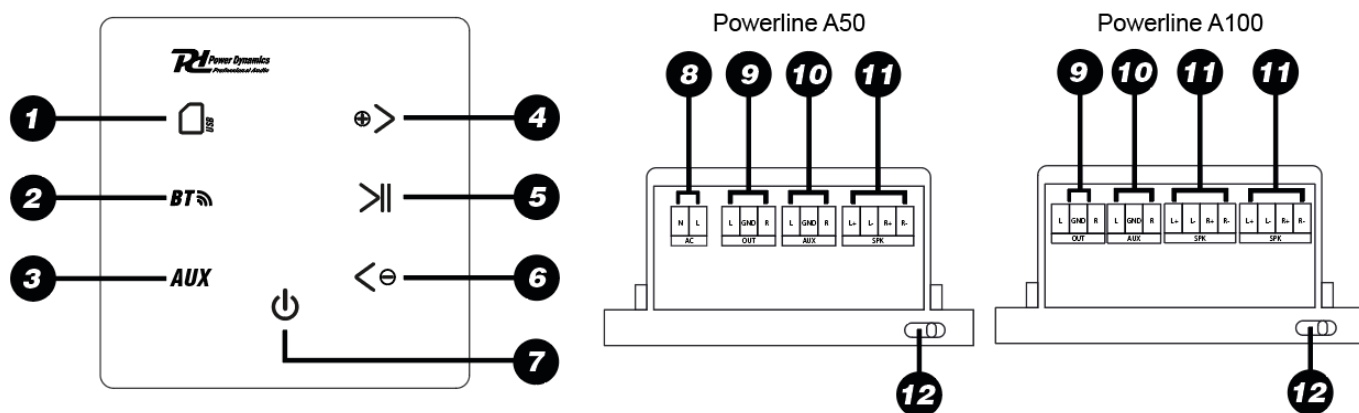 Power Dynamics
Professional Audio
1
USB
4
2
BT
5
3
AUX
6
7
Powerline A50
8 9 10 11
N L L GND R L GND R L+ L- R+ R-
AC OUT AUX SPK
12
Powerline A100
9 10 11 11
L GND R L GND R L+ L- R+ R- L+ L- R+ R-
OUT AUX SPK SPK
12